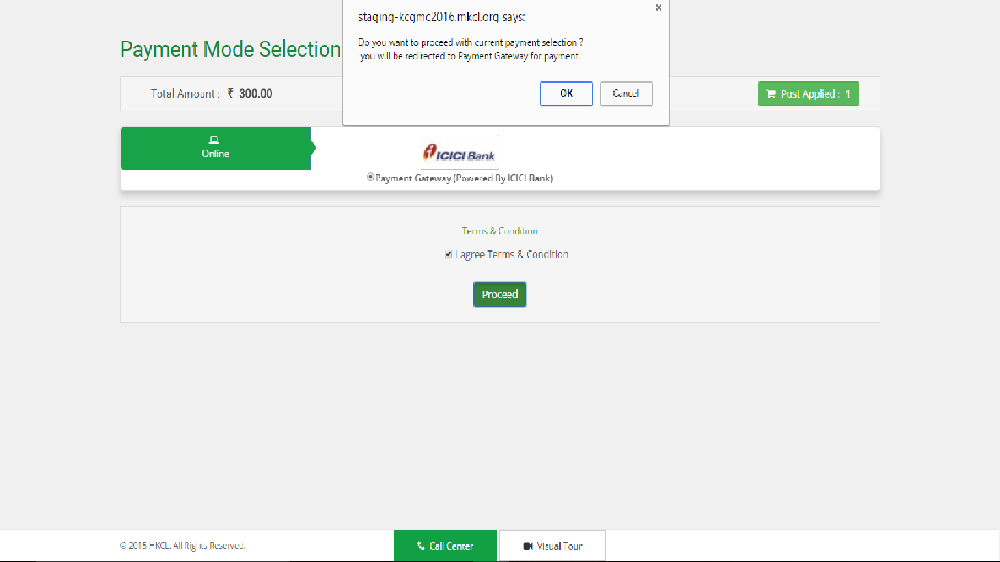 staging-kcgmc2016.mkcl.org says:
Do you want to proceed with current payment selection ?
you will be redirected to Payment Gateway for payment.
OK
Cancel
Payment Mode Selection
Total Amount : ₹ 300.00
Post Applied : 1
Online
ICICI Bank
Payment Gateway (Powered By ICICI Bank)
Terms & Condition
I agree Terms & Condition
Proceed
© 2015 HKCL. All Rights Reserved.
Call Center
Visual Tour